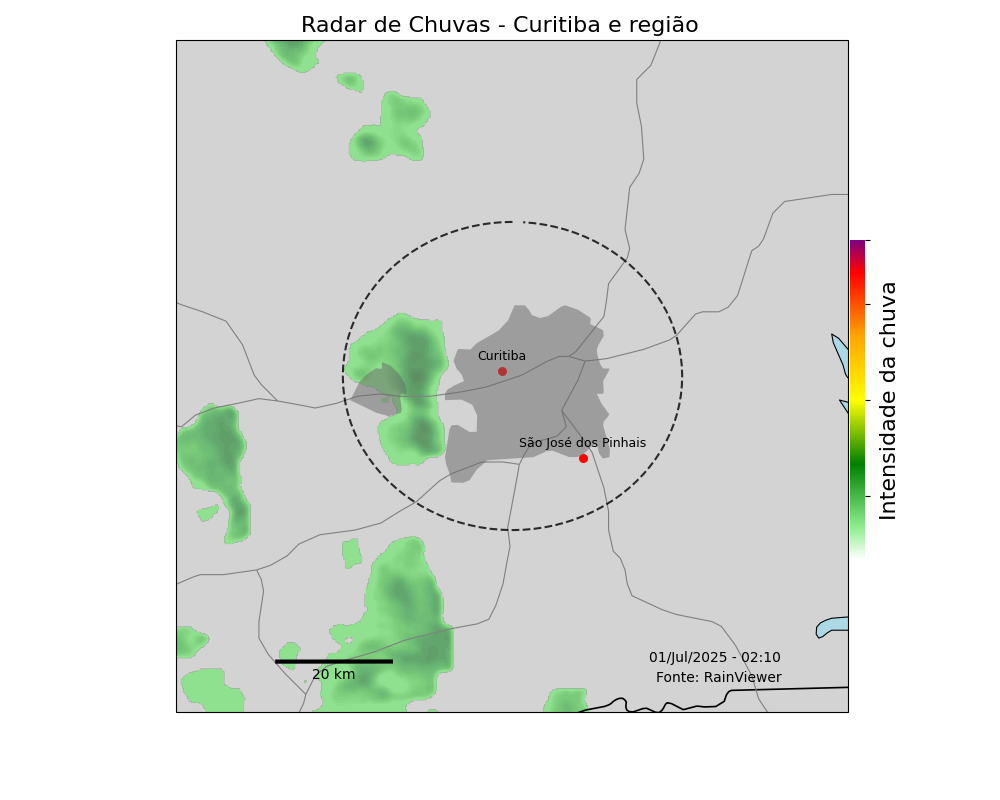 Radar de Chuvas - Curitiba e região
Curitiba
São José dos Pinhais
Intensidade da chuva
01/Jul/2025 - 02:10
20 km
Fonte: RainViewer